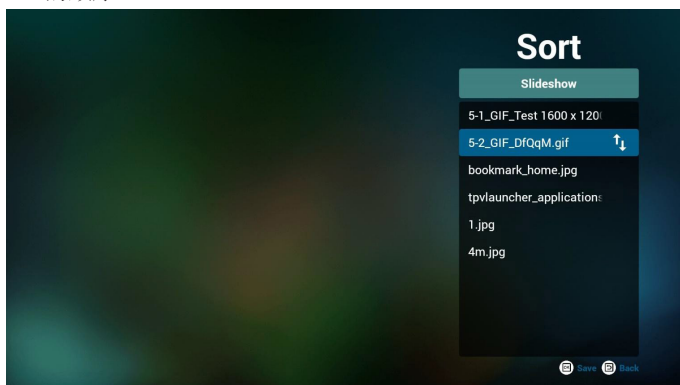 Sort
Slideshow
5-1_GIF_Test 1600 x 120
5-2_GIF_DfQqM.gif
bookmark_home.jpg
tpvlauncher_application
1.jpg
4m.jpg
Save Back